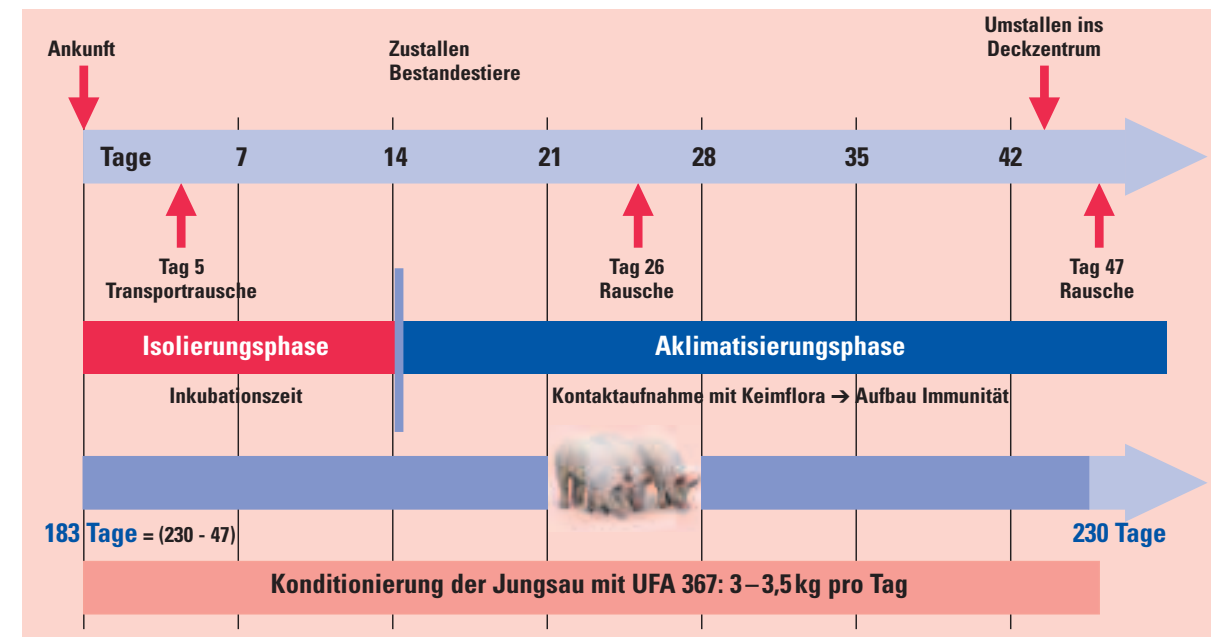 Ankunft
Zustallen
Bestandestiere
Umstallen ins
Deckzentrum
Tage 7 14 21 28 35 42
Tag 5
Transportrausche
Tag 26
Rausche
Tag 47
Rausche
Isolierungsphase
Aklimatisierungsphase
Inkubationszeit
Kontaktaufnahme mit Keimflora ➔ Aufbau Immunität
183 Tage = (230 - 47)
230 Tage
Konditionierung der Jungsau mit UFA 367: 3–3,5 kg pro Tag